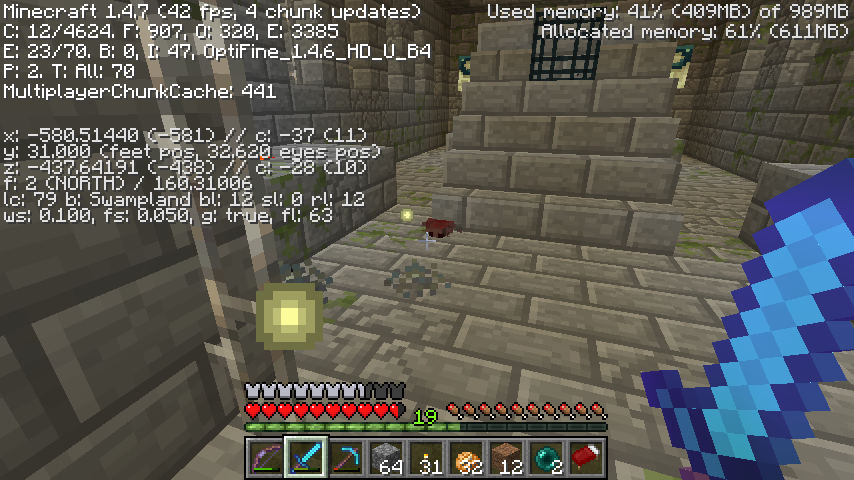 Minecraft 1.4.7 (42 fps, 4 chunk updates)
C: 12/4624, F: 907, O: 320, E: 3385
E: 23/70, B: 0, I: 47, OptiFine_1.4.6_HD_U_B4
P: 2, T: All: 70
MultiplayerChunkCache: 441
Used memory: 41% (409MB) of 989MB
Allocated memory: 61% (611MB)
x: -580.51440 (-581) // c: -37 (11)
y: 31.000 (feet pos, 32.620 eyes pos)
z: -437.64191 (-438) // c: -28 (10)
f: 2 (NORTH) / 160.31006
lc: 79 b: Swampland bl: 12 sl: 0 rl: 12
ws: 0.100, fs: 0.050, g: true, fl: 63
19
64
31
32
12
2